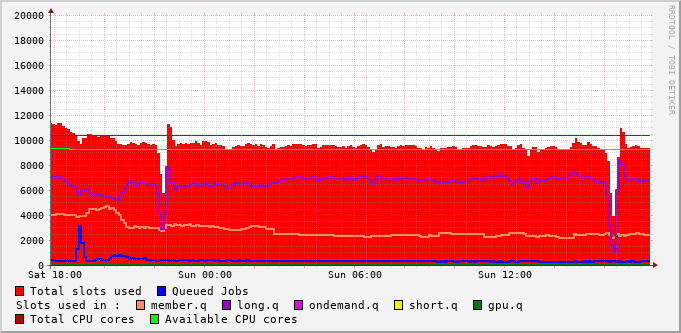 20000
18000
16000
14000
12000
10000
8000
6000
4000
2000
0
Sat 18:00 Sun 00:00 Sun 06:00 Sun 12:00
RRDTOOL / TOBI OETIKER
Total slots used Queued Jobs
Slots used in : member.q long.q ondemand.q short.q gpu.q
Total CPU cores Available CPU cores